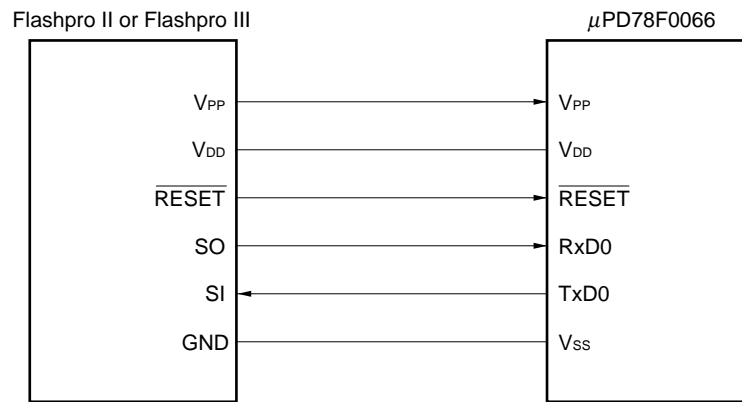 Flashpro II or Flashpro III
μPD78F0066
VPP
VPP
VDD
VDD
RESET
RESET
SO
RxD0
SI
TxD0
GND
VSS